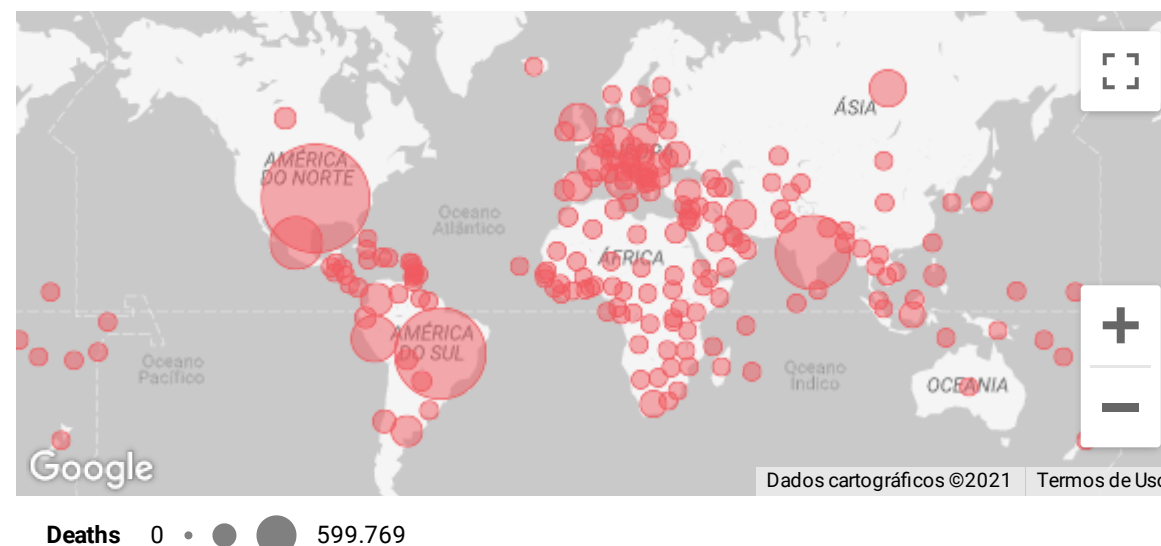 ÁSIA
AMÉRICA
DO NORTE
Oceano
Atlântico
ÁFRICA
AMÉRICA
DO SUL
Oceano
Pacífico
Oceano
Índico
OCEANIA
Google
Dados cartográficos ©2021
Termos de Uso
Deaths 0 599.769